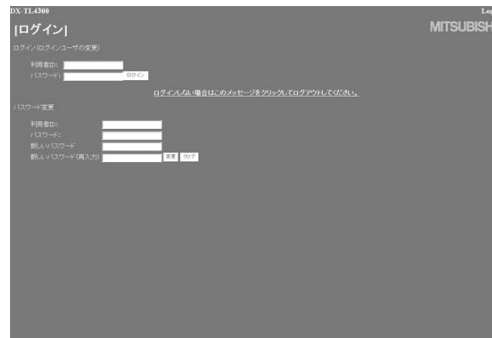 DX-TL4300
Log
[ログイン]
MITSUBISH
ログイン(ログインユーザの変更)
利用者ID:
パスワード: ログイン
ログインしない場合はこのメッセージをクリックしてログアウトしてください。
パスワード変更
利用者ID:
パスワード:
新しいパスワード
新しいパスワード(再入力) 変更 クリア